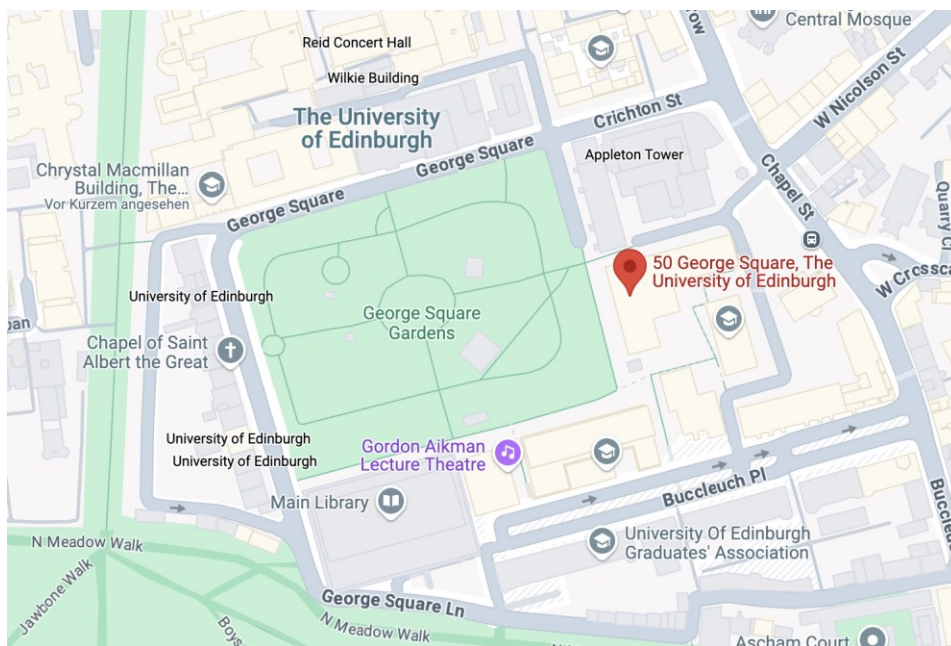 Central Mosque
Reid Concert Hall
Wilkie Building
W Nicolson St
The University
of Edinburgh
Crichton St
George Square
Appleton Tower
Chrystal Macmillan
Building, The...
Vor Kurzem angesehen
George Square
Chapel St
50 George Square, The
University of Edinburgh
W Crossca
University of Edinburgh
George Square
Gardens
Chapel of Saint
Albert the Great
University of Edinburgh
University of Edinburgh
Gordon Aikman
Lecture Theatre
Main Library
Buccleuch Pl
University Of Edinburgh
Graduates' Association
N Meadow Walk
Jawbone Walk
George Square Ln
N Meadow Walk
Boys
Ascham Court